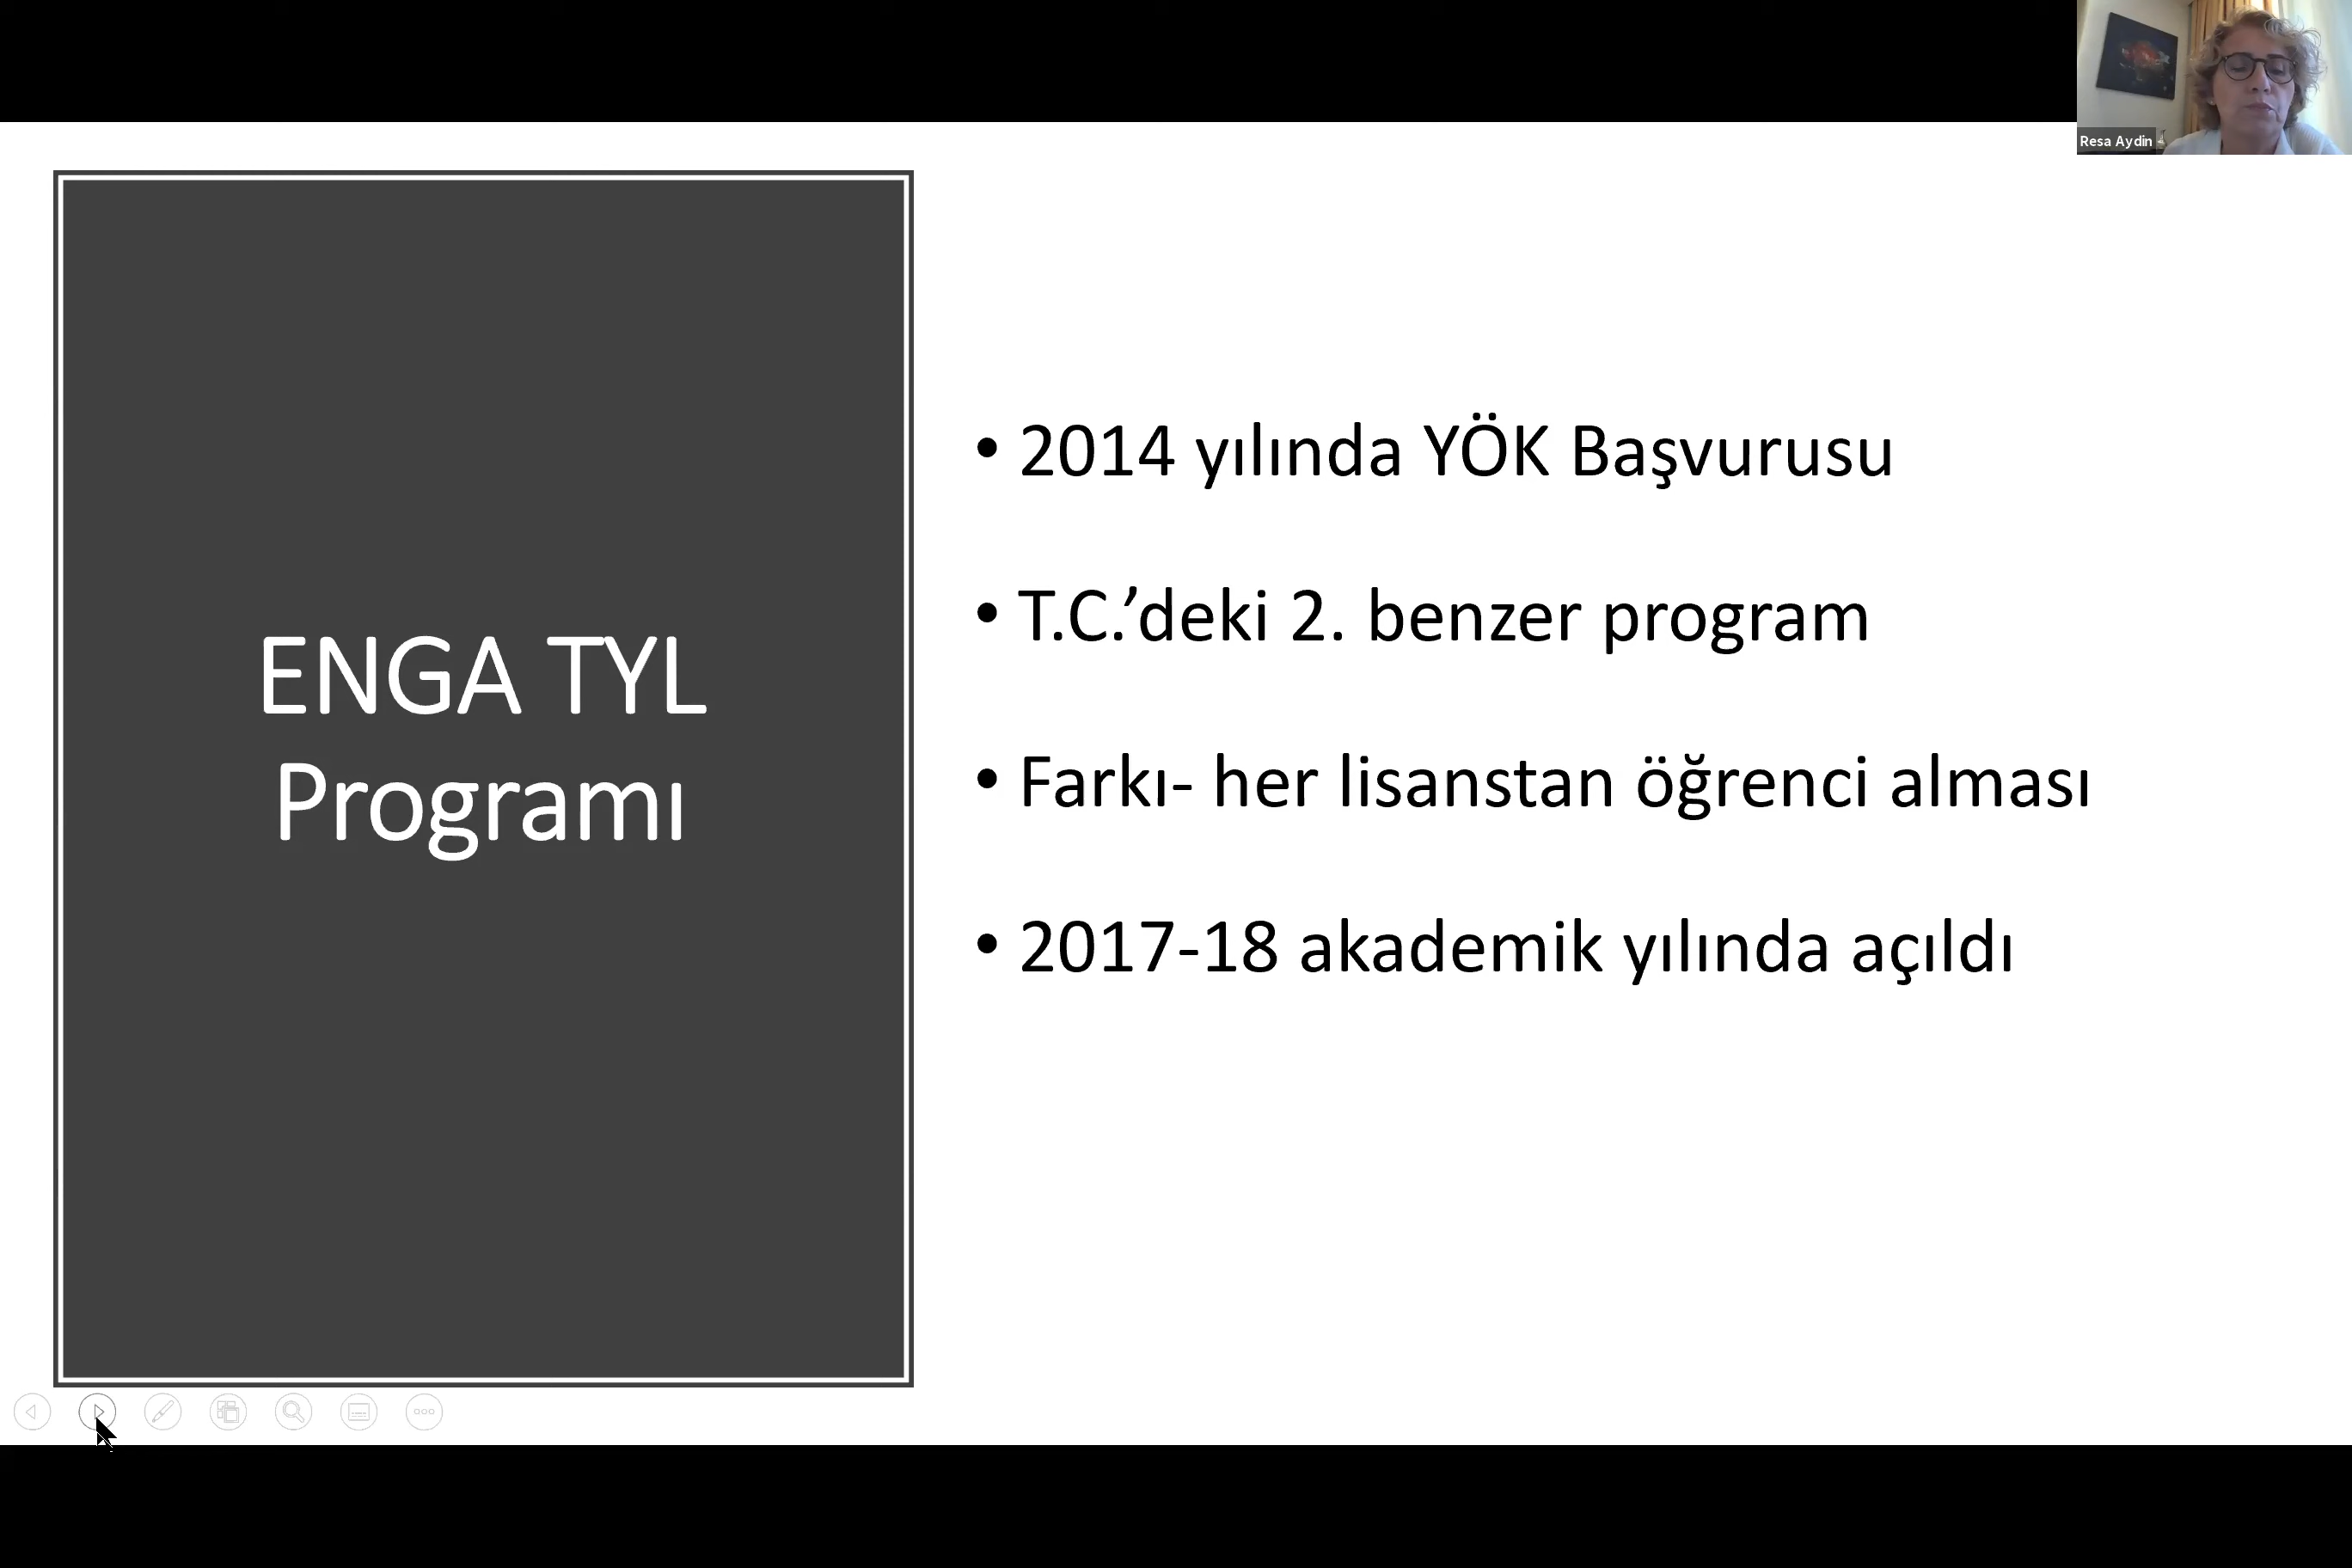 Resa Aydin
ENGA TYL
Programı
• 2014 yılında YÖK Başvurusu
• T.C.’deki 2. benzer program
• Farkı- her lisanstan öğrenci alması
• 2017-18 akademik yılında açıldı